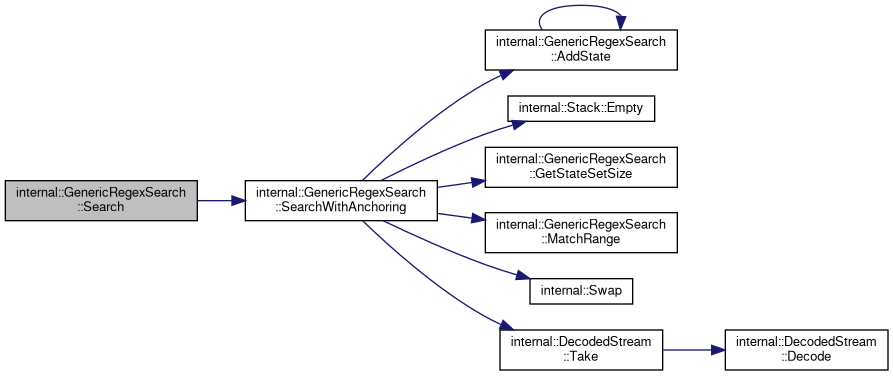 internal::GenericRegexSearch
::Search
internal::GenericRegexSearch
::SearchWithAnchoring
internal::GenericRegexSearch
::AddState
internal::Stack::Empty
internal::GenericRegexSearch
::GetStateSetSize
internal::GenericRegexSearch
::MatchRange
internal::Swap
internal::DecodedStream
::Take
internal::DecodedStream
::Decode